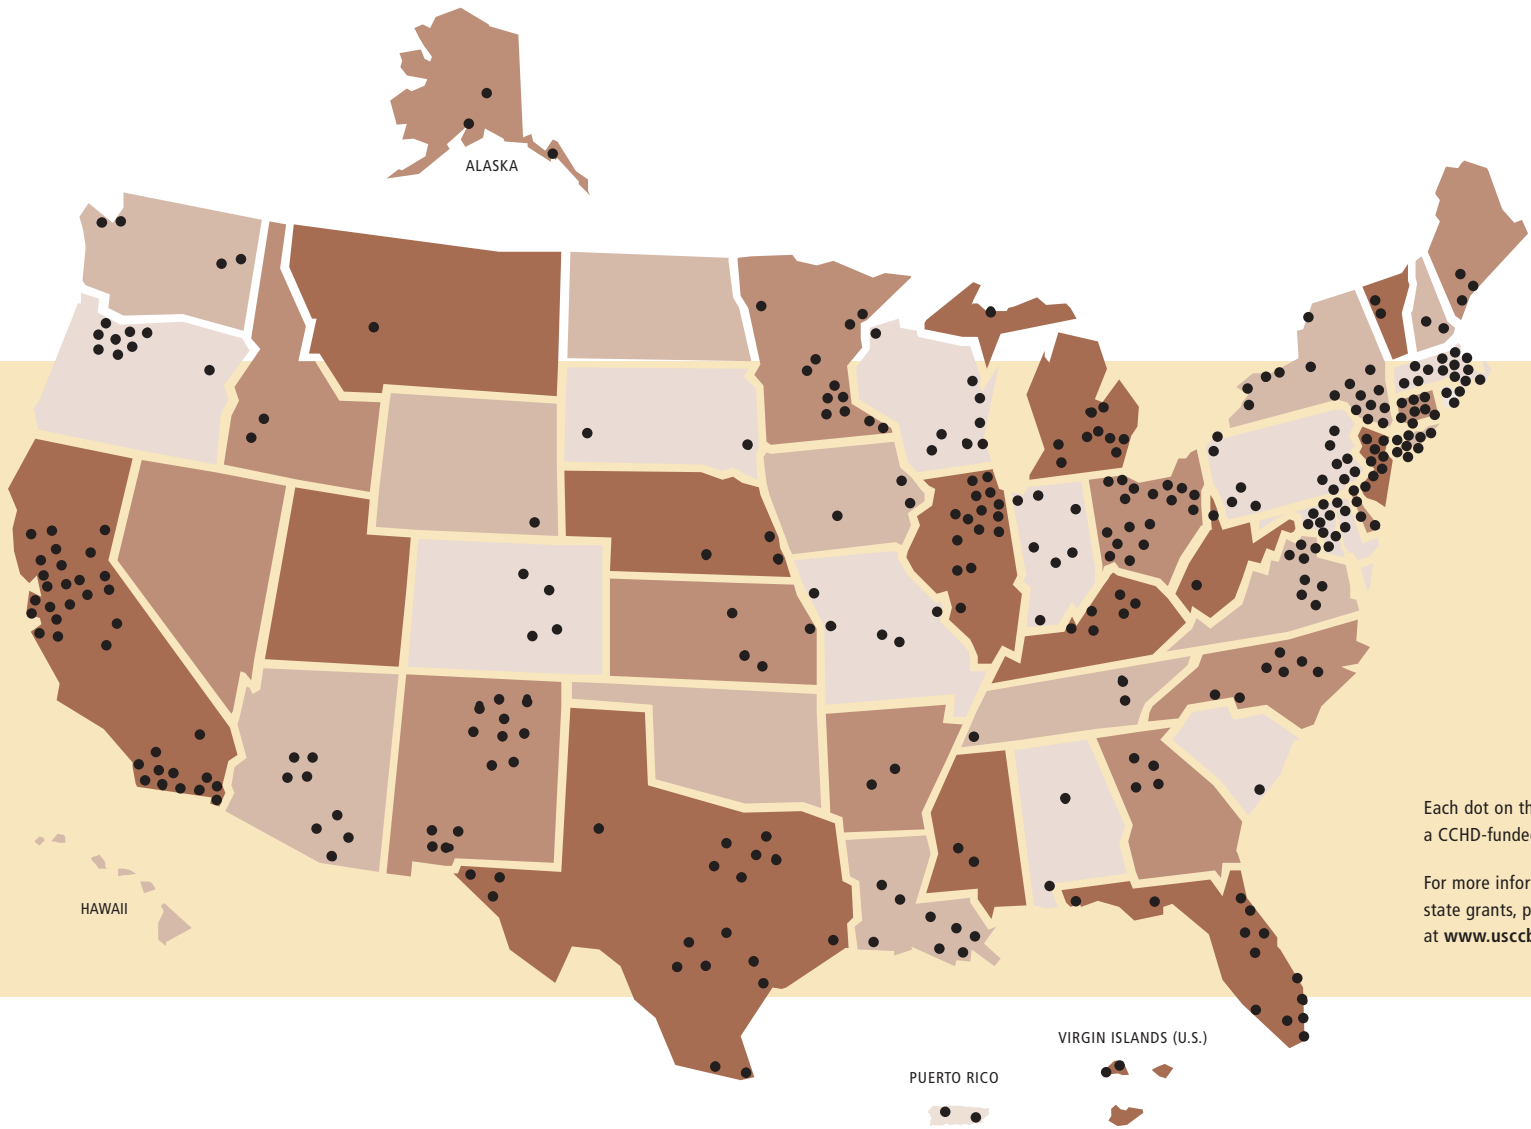 ALASKA
HAWAII
Each dot on th
a CCHD-funde
For more infor
state grants, p
at www.usccb
VIRGIN ISLANDS (U.S.)
PUERTO RICO